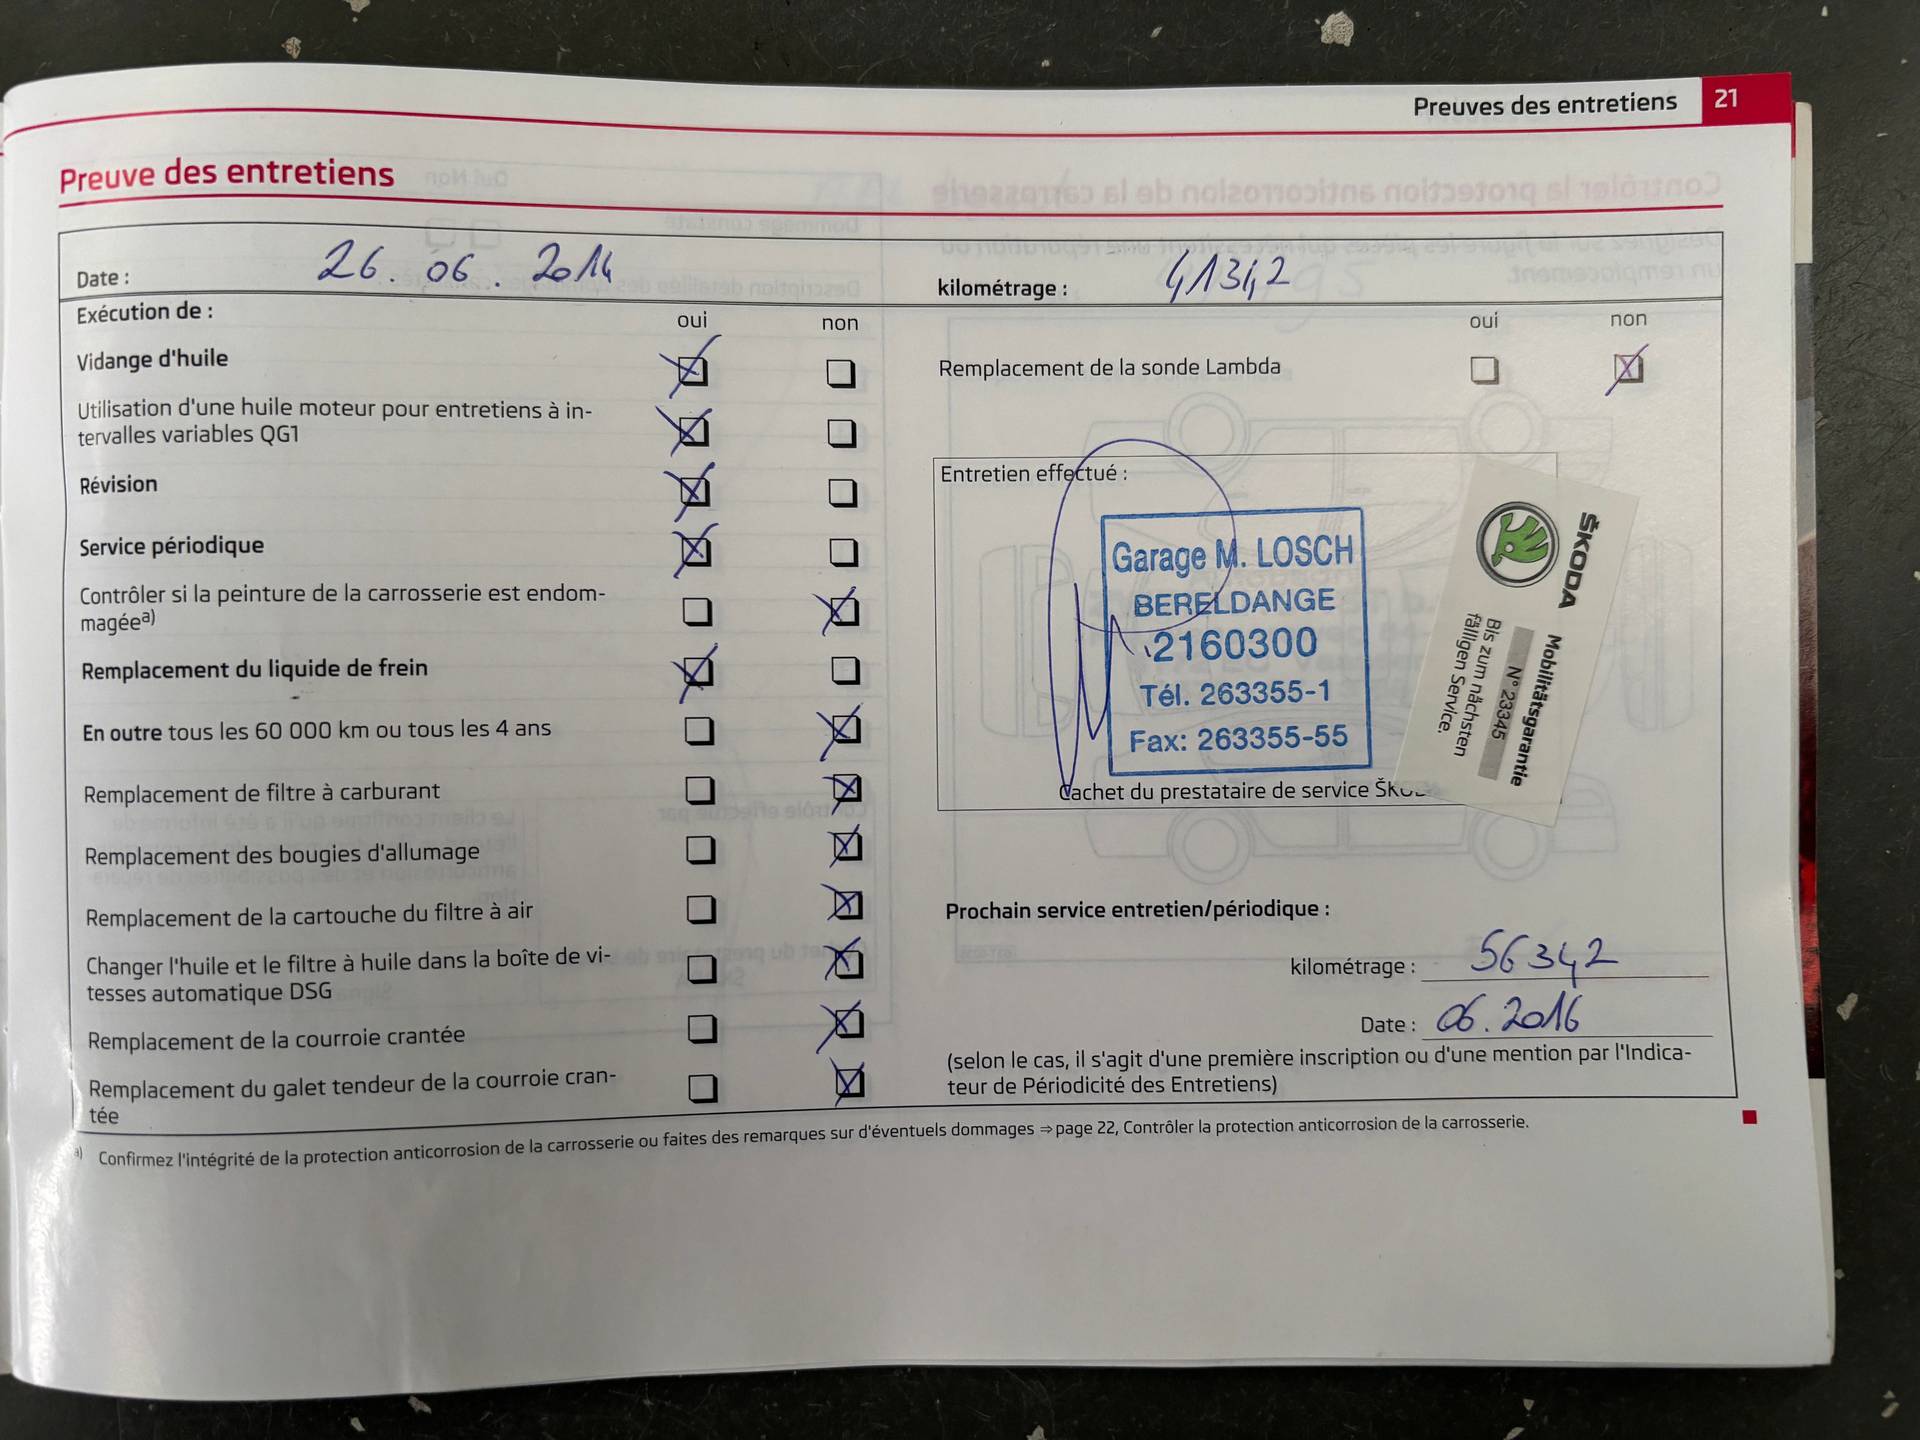 Preuves des entretiens 21
Preuve des entretiens
Date : 26. 06. 2014
kilométrage : 41342
Exécution de :
oui non
Vidange d'huile
Utilisation d'une huile moteur pour entretiens à in-
tervalles variables QG1
Révision
Service périodique
Contrôler si la peinture de la carrosserie est endom-
magéea)
Remplacement du liquide de frein
En outre tous les 60 000 km ou tous les 4 ans
Remplacement de filtre à carburant
Remplacement des bougies d'allumage
Remplacement de la cartouche du filtre à air
Changer l'huile et le filtre à huile dans la boîte de vi-
tesses automatique DSG
Remplacement de la courroie crantée
Remplacement du galet tendeur de la courroie cran-
tée
oui non
Remplacement de la sonde Lambda
Entretien effectué :
Garage M. LOSCH
BERELDANGE
2160300
Tél. 263355-1
Fax: 263355-55
Cachet du prestataire de service
ŠKODA
Mobilitätsgarantie
N° 23345
Bis zum nächsten
fälligen Service.
Prochain service entretien/périodique :
kilométrage : 56342
Date : 06.2016
(selon le cas, il s'agit d'une première inscription ou d'une mention par l'Indica-
teur de Périodicité des Entretiens)
a) Confirmez l'intégrité de la protection anticorrosion de la carrosserie ou faites des remarques sur d'éventuels dommages ⇒ page 22, Contrôler la protection anticorrosion de la carrosserie.